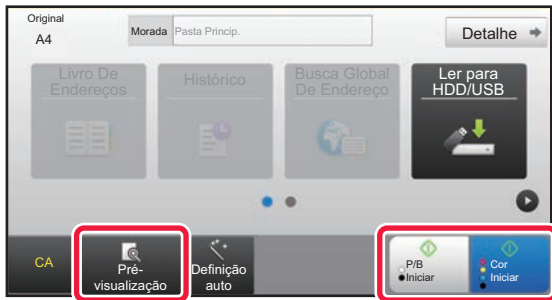 Original
A4
Morada
Pasta Princip.
Detalhe
Livro De
Endereços
Histórico
Busca Global
De Endereço
Ler para
HDD/USB
CA
Pré-
visualização
Definição
auto
P/B
Iniciar
Cor
Iniciar